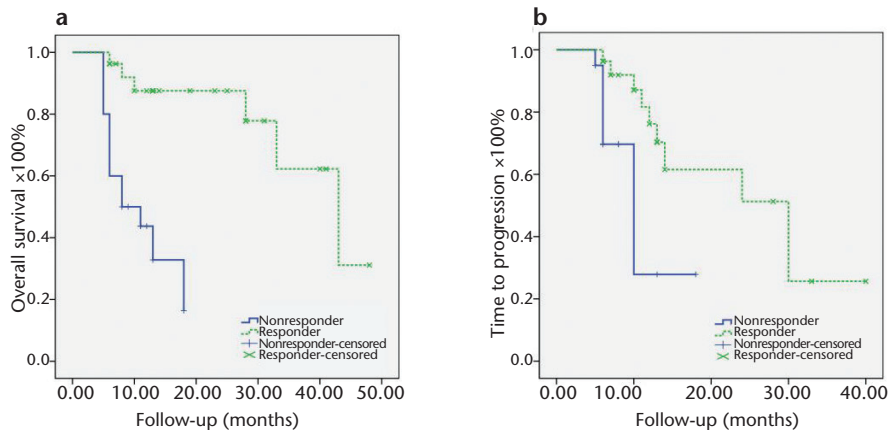 a
Overall survival ×100%
1.0
0.8
0.6
0.4
0.2
0.0
Nonresponder
Responder
Nonresponder-censored
Responder-censored
0.00 10.00 20.00 30.00 40.00 50.00
Follow-up (months)
b
Time to progression ×100%
1.0
0.8
0.6
0.4
0.2
0.0
Nonresponder
Responder
Nonresponder-censored
Responder-censored
0.00 10.00 20.00 30.00 40.00
Follow-up (months)